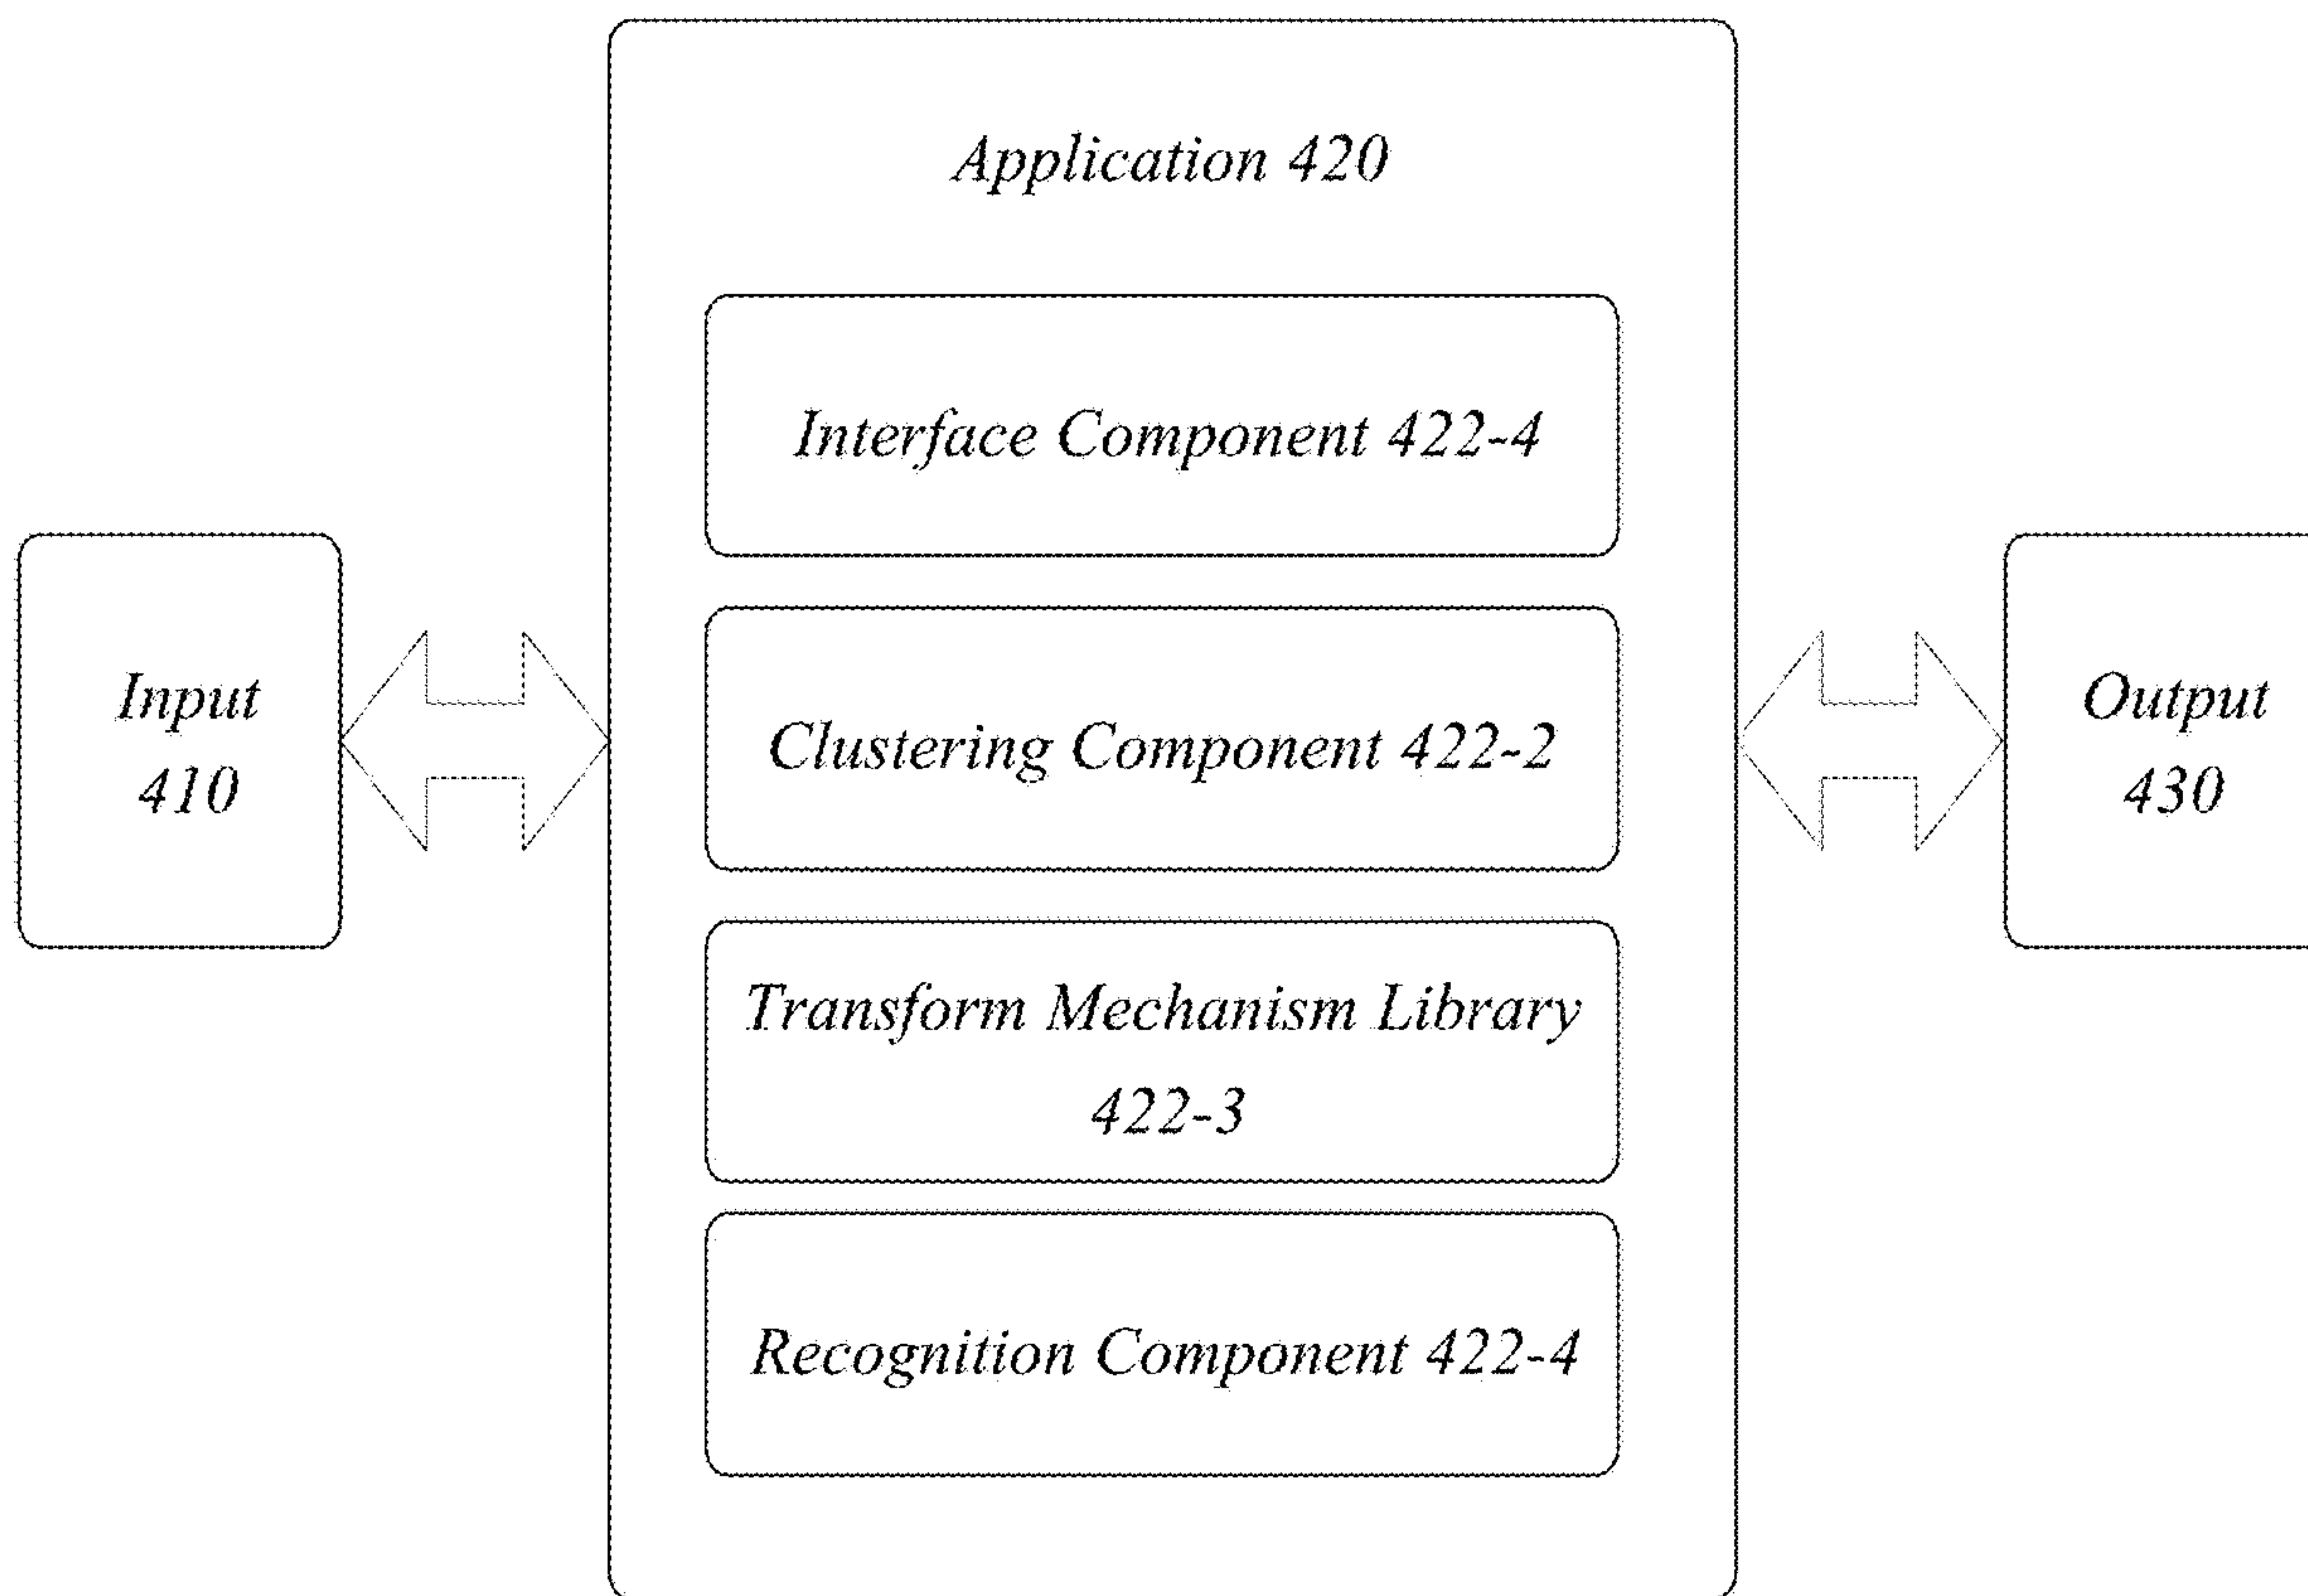 Application 420
Interface Component 422-4
Input
410
Clustering Component 422-2
Output
430
Transform Mechanism Library
422-3
Recognition Component 422-4